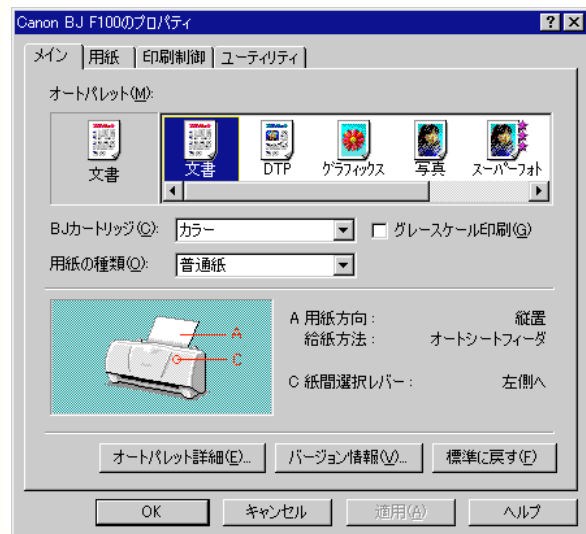 Canon BJ F100のプロパティ
メイン 用紙 印刷制御 ユーティリティ
オートパレット(M):
文書 文書 DTP グラフィックス 写真 スーパーフォト
BJカートリッジ(C): カラー グレースケール印刷(G)
用紙の種類(O): 普通紙
A 用紙方向: 縦置
給紙方法: オートシートフィーダ
C 紙間選択レバー: 左側へ
A
C
オートパレット詳細(E)... バージョン情報(V)... 標準に戻す(F)
OK キャンセル 適用(A) ヘルプ